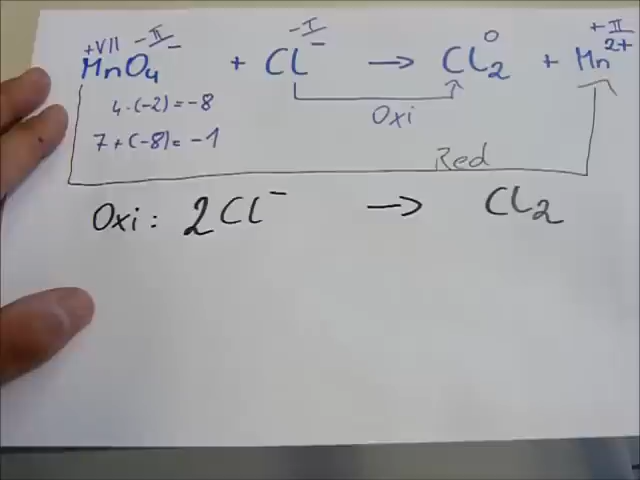 +VII -II -I 0 +II
MnO₄⁻ + Cl⁻ → Cl₂ + Mn²⁺
4·(-2)=-8
Oxi
7+(-8)=-1
Red
Oxi: 2Cl⁻ → Cl₂